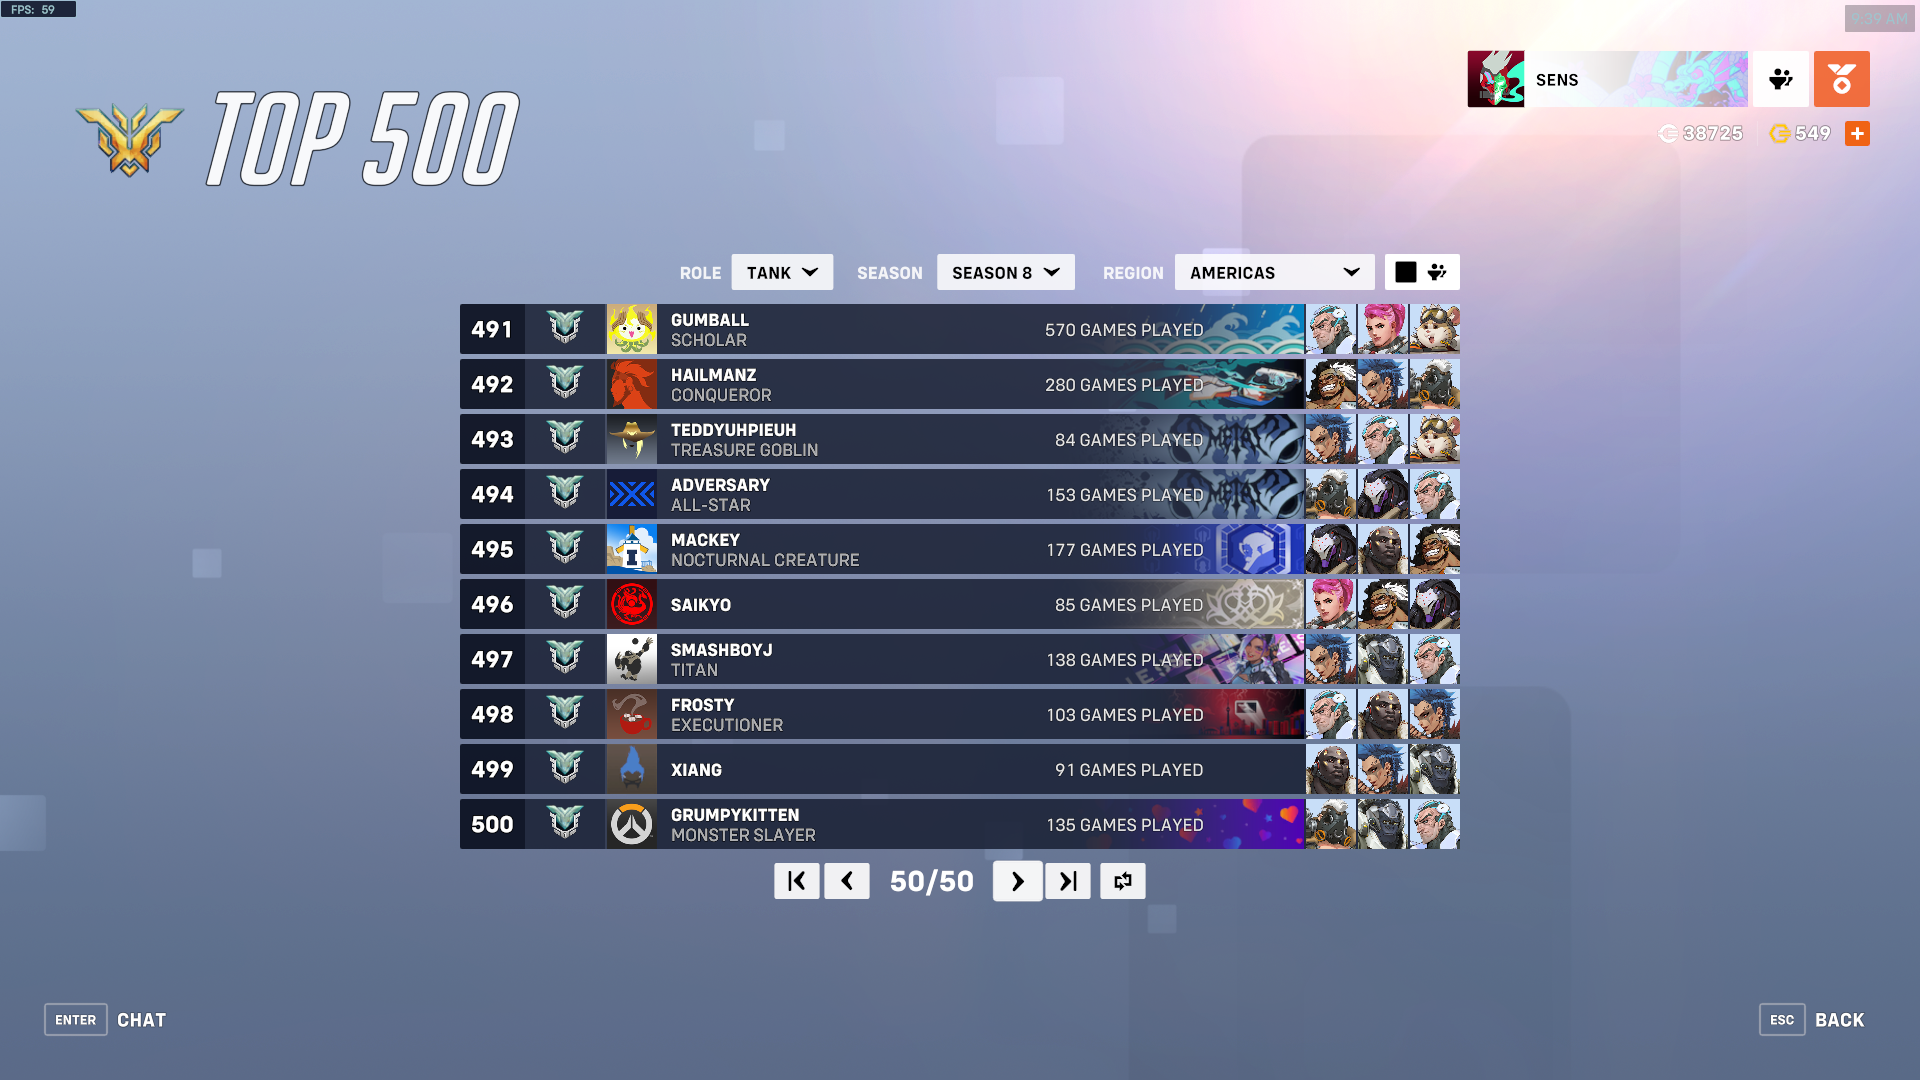 FPS: 59
9:39 AM
SENS
38725
549
TOP 500
ROLE
TANK
SEASON
SEASON 8
REGION
AMERICAS
491 GUMBALL 570 GAMES PLAYED
SCHOLAR
492 HAILMANZ 280 GAMES PLAYED
CONQUEROR
493 TEDDYUHPIEUH 84 GAMES PLAYED
TREASURE GOBLIN
494 ADVERSARY 153 GAMES PLAYED
ALL-STAR
495 MACKEY 177 GAMES PLAYED
NOCTURNAL CREATURE
496 SAIKYO 85 GAMES PLAYED
497 SMASHBOYJ 138 GAMES PLAYED
TITAN
498 FROSTY 103 GAMES PLAYED
EXECUTIONER
499 XIANG 91 GAMES PLAYED
500 GRUMPYKITTEN 135 GAMES PLAYED
MONSTER SLAYER
50/50
ENTER CHAT
ESC BACK